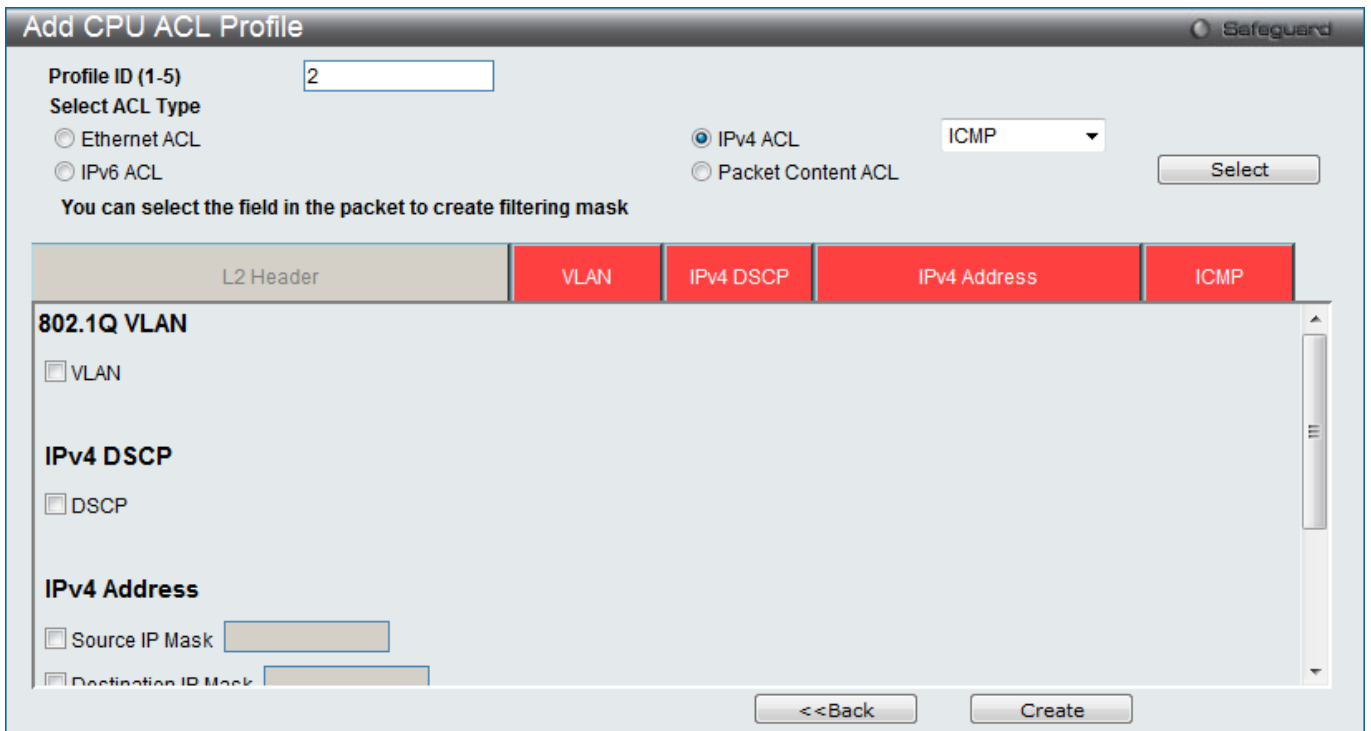 Add CPU ACL Profile
Safeguard
Profile ID (1-5) 2
Select ACL Type
Ethernet ACL
IPv4 ACL ICMP
IPv6 ACL
Packet Content ACL
Select
You can select the field in the packet to create filtering mask
L2 Header VLAN IPv4 DSCP IPv4 Address ICMP
802.1Q VLAN
VLAN
IPv4 DSCP
DSCP
IPv4 Address
Source IP Mask
Destination IP Mask
<<Back Create